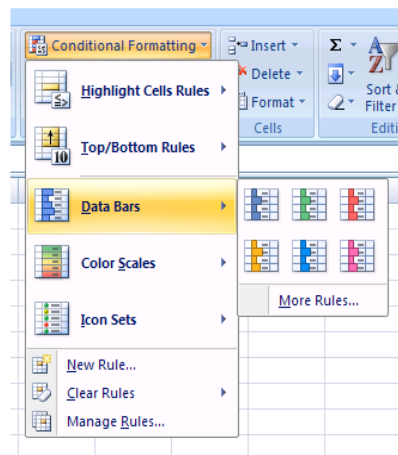 Conditional Formatting
Insert
Σ
A
Z
Delete
Format
Sort &
Filter
Cells
Editi
Highlight Cells Rules
Top/Bottom Rules
10
Data Bars
Color Scales
Icon Sets
More Rules...
New Rule...
Clear Rules
Manage Rules...